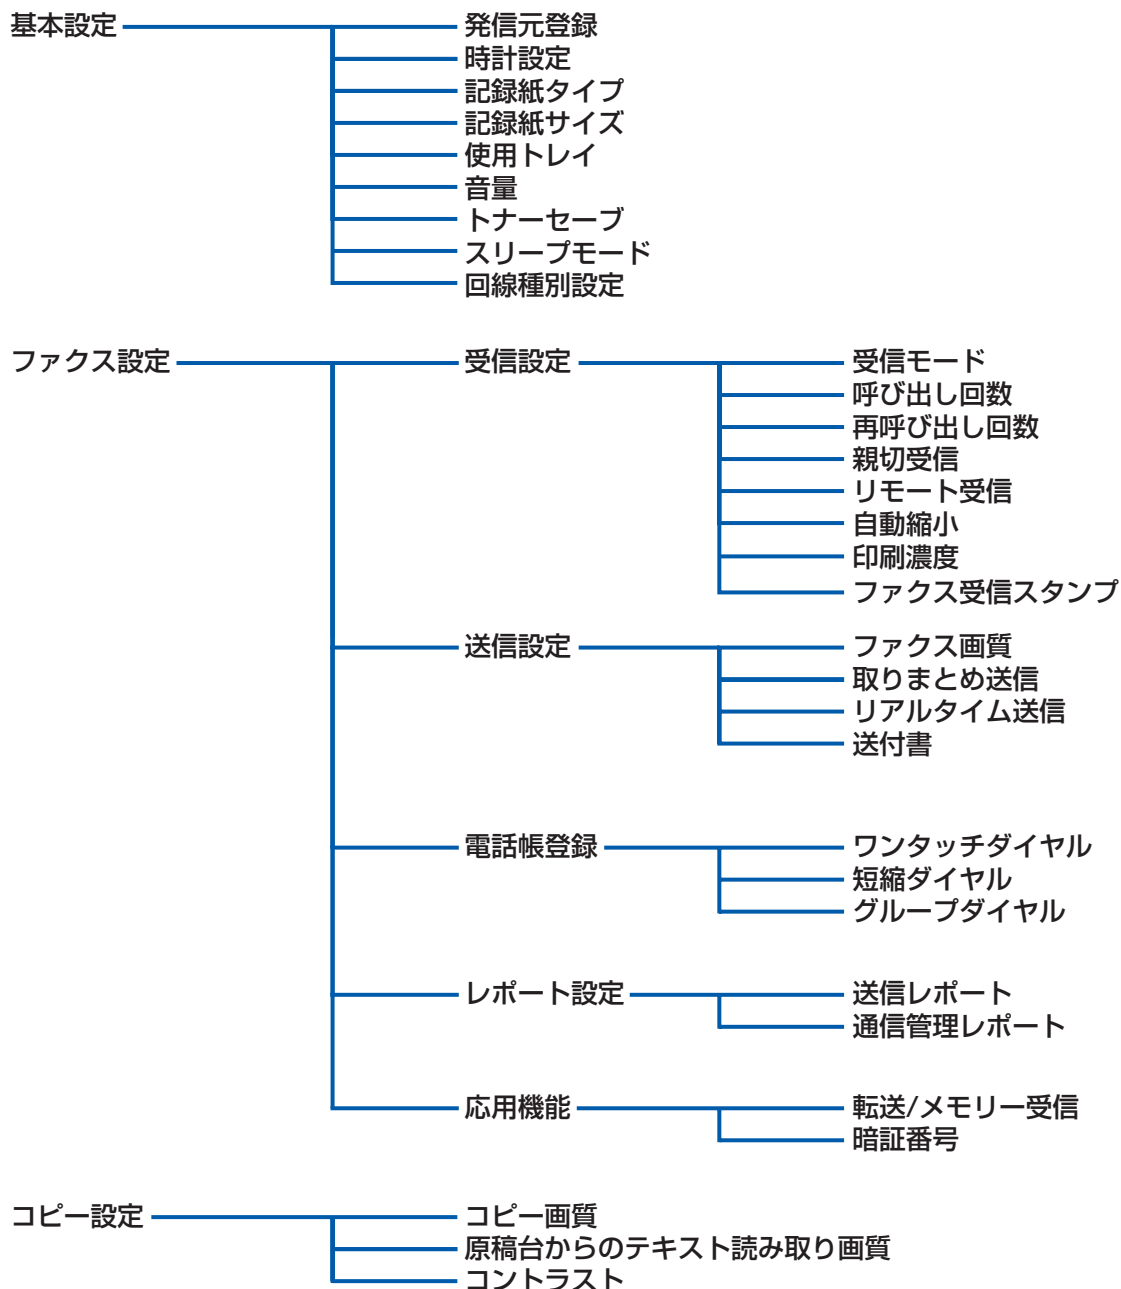 基本設定
発信元登録
時計設定
記録紙タイプ
記録紙サイズ
使用トレイ
音量
トナーセーブ
スリープモード
回線種別設定
ファクス設定
受信設定
受信モード
呼び出し回数
再呼び出し回数
親切受信
リモート受信
自動縮小
印刷濃度
ファクス受信スタンプ
送信設定
ファクス画質
取りまとめ送信
リアルタイム送信
送付書
電話帳登録
ワンタッチダイヤル
短縮ダイヤル
グループダイヤル
レポート設定
送信レポート
通信管理レポート
応用機能
転送/メモリー受信
暗証番号
コピー設定
コピー画質
原稿台からのテキスト読み取り画質
コントラスト